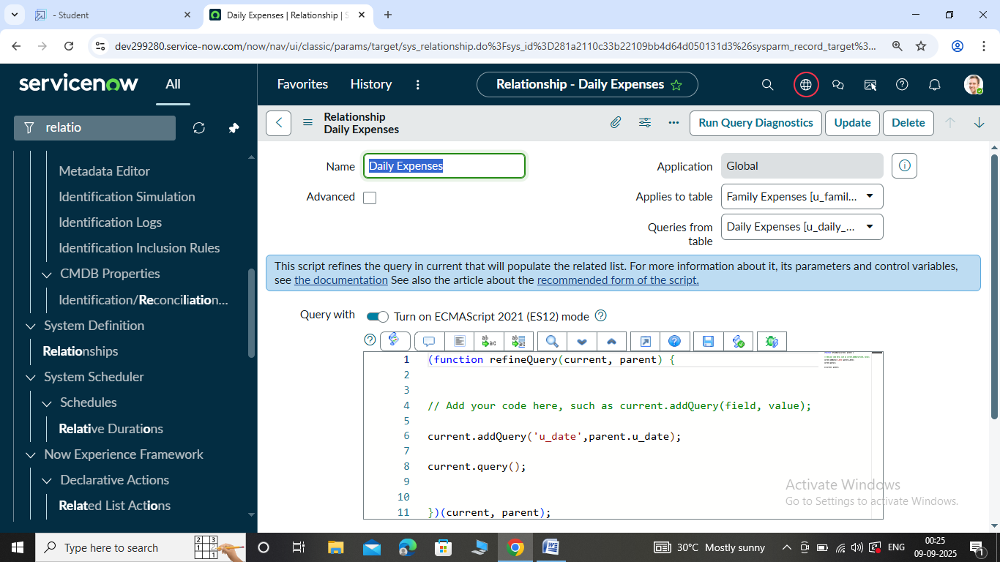 - Student
Daily Expenses | Relationship | S
dev299280.service-now.com/now/nav/ui/classic/params/target/sys_relationship.do%3Fsys_id%3D281a2110c33b22109bb4d64d050131d3%26sysparm_record_target%3...
servicenow
All
Favorites
History
Relationship - Daily Expenses
relatio
Relationship
Daily Expenses
Run Query Diagnostics
Update
Delete
Metadata Editor
Identification Simulation
Identification Logs
Identification Inclusion Rules
CMDB Properties
Identification/Reconciliation...
System Definition
Relationships
System Scheduler
Schedules
Relative Durations
Now Experience Framework
Declarative Actions
Related List Actions
Name
Daily Expenses
Application
Global
Advanced
Applies to table
Family Expenses [u_famil...
Queries from
table
Daily Expenses [u_daily_...
This script refines the query in current that will populate the related list. For more information about it, its parameters and control variables,
see the documentation See also the article about the recommended form of the script.
Query with
Turn on ECMAScript 2021 (ES12) mode
1 (function refineQuery(current, parent) {
2
3
4 // Add your code here, such as current.addQuery(field, value);
5
6 current.addQuery('u_date',parent.u_date);
7
8 current.query();
9
10
11 })(current, parent);
Activate Windows
Go to Settings to activate Windows.
Type here to search
30°C Mostly sunny
ENG
00:25
09-09-2025
1